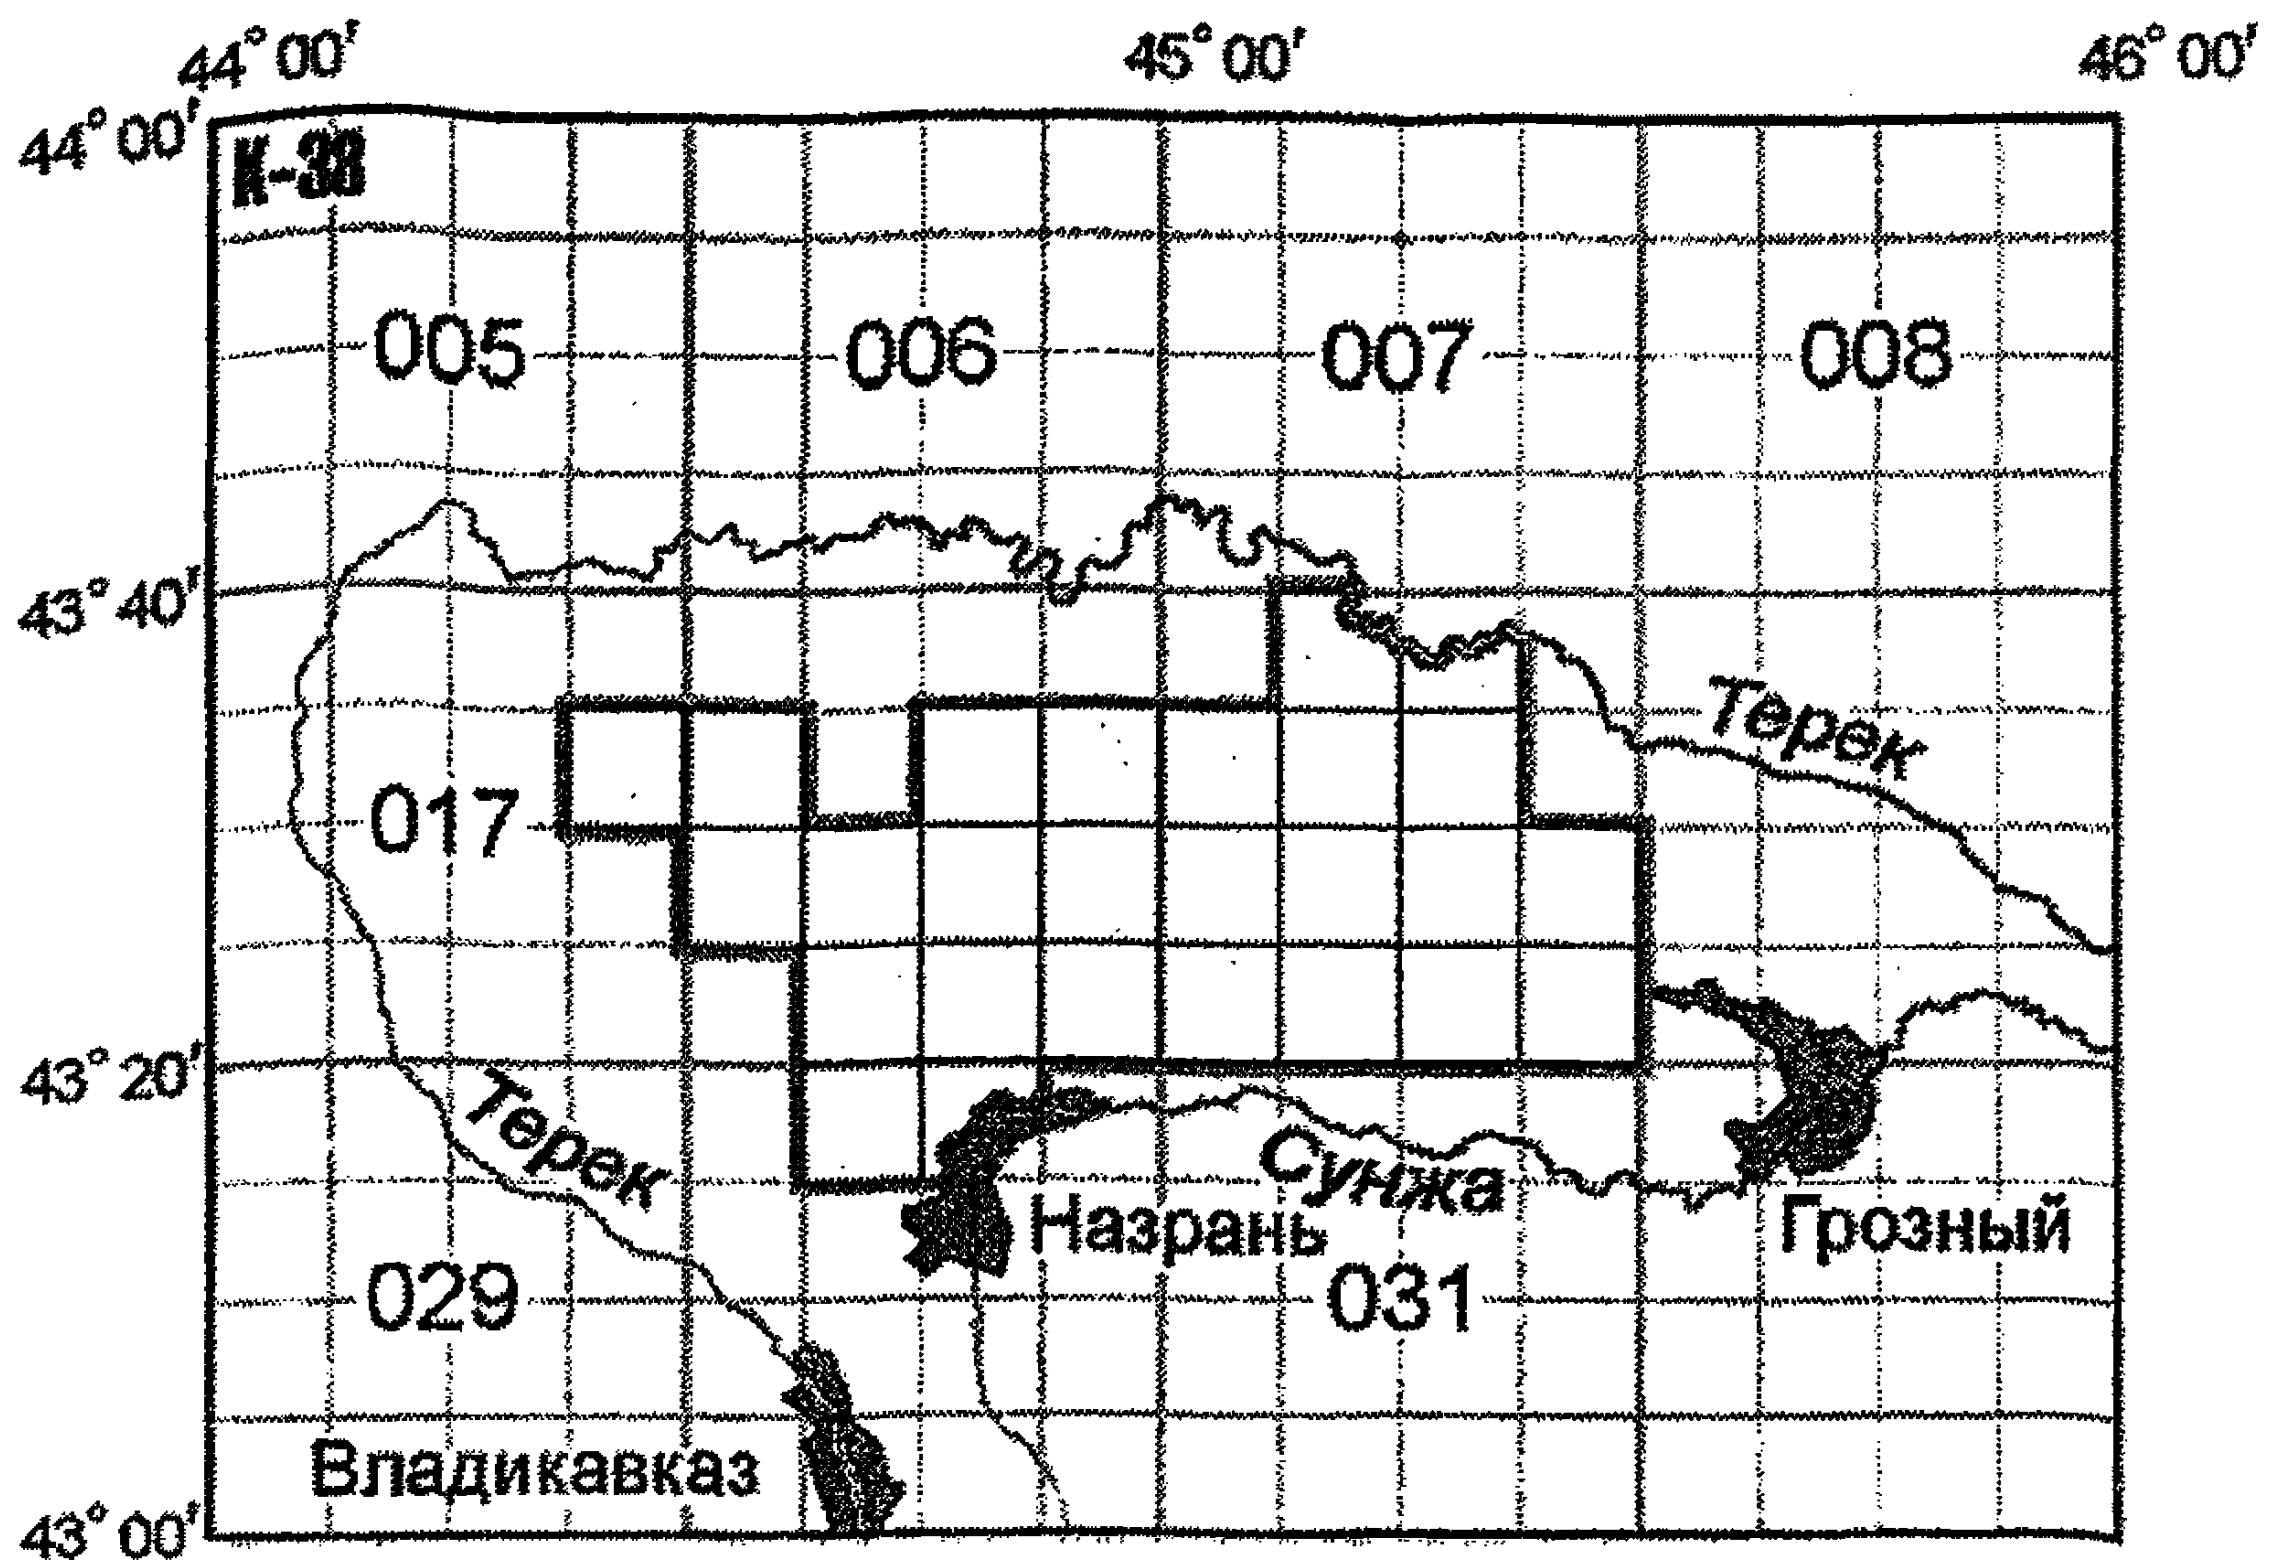 44° 00' 45° 00' 46° 00'
44° 00'
К-38
005 006 007 008
43° 40'
Терек
017
43° 20'
Терек
Сунжа
Назрань
Грозный
029
031
Владикавказ
43° 00'